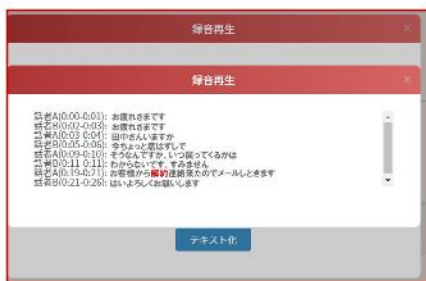 録音再生
×
録音再生
×
話者A(0:00-0:01): お疲れさまです
話者B(0:02-0:03): お疲れさまです
話者A(0:03-0:04): 田中さんいますか
話者B(0:05-0:06): 今ちょっと席はずして
話者A(0:09-0:10): そうなんですか、いつ戻ってくるかは
話者B(0:11-0:11): わからないです、すみません
話者A(0:19-0:21): お客様から解約連絡来たのでメールしときます
話者B(0:21-0:26): はいよろしくお願いします
テキスト化